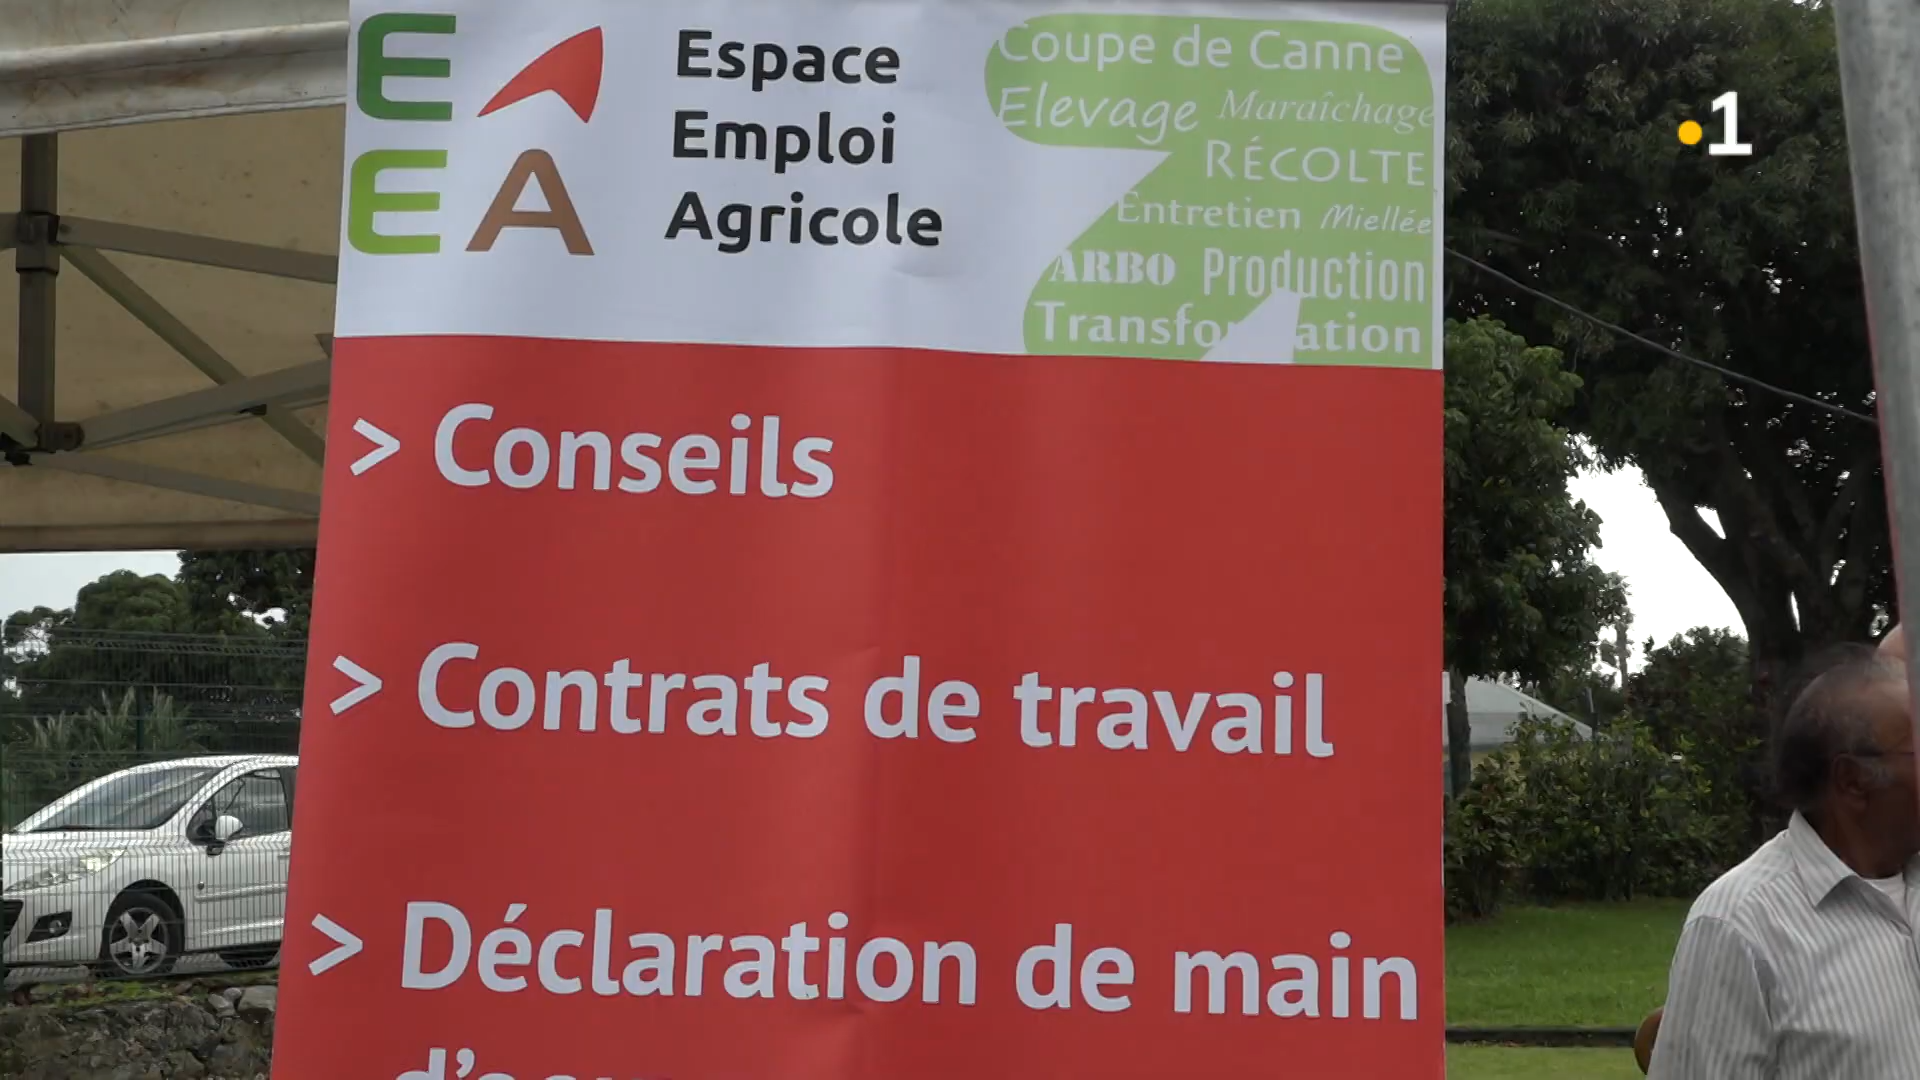 E
E A
Espace
Emploi
Agricole
Coupe de Canne
Elevage Maraîchage
RÉCOLTE
Entretien Miellée
ARBO Production
1
> Conseils
> Contrats de travail
> Déclaration de main